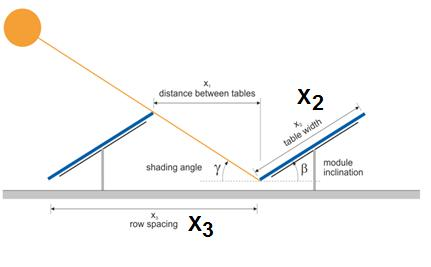 x₁
distance between tables
X2
x₂
table width
shading angle
γ
β
module
inclination
x₃
row spacing
X3